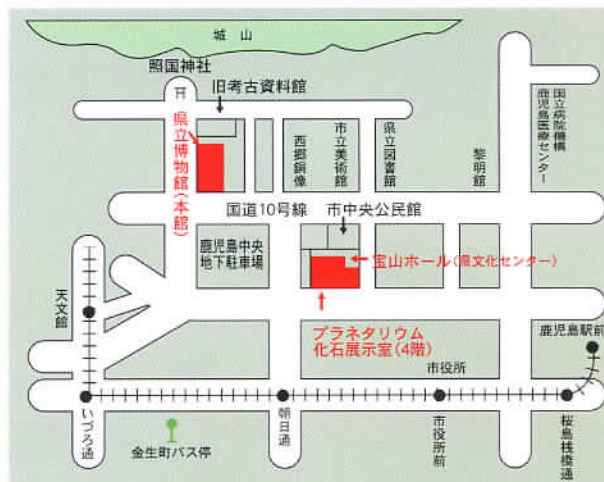 城山
照国神社
旧考古資料館
県立博物館(本館)
西郷銅像
市立美術館
県立図書館
黎明館
国立病院機構
鹿児島医療センター
国道10号線
市中央公民館
鹿児島中央
地下駐車場
宝山ホール(県文化センター)
天文館
プラネタリウム
化石展示室(4階)
鹿児島駅前
市役所
いづろ通
金生町バス停
朝日通
市役所前
桜島桟橋通